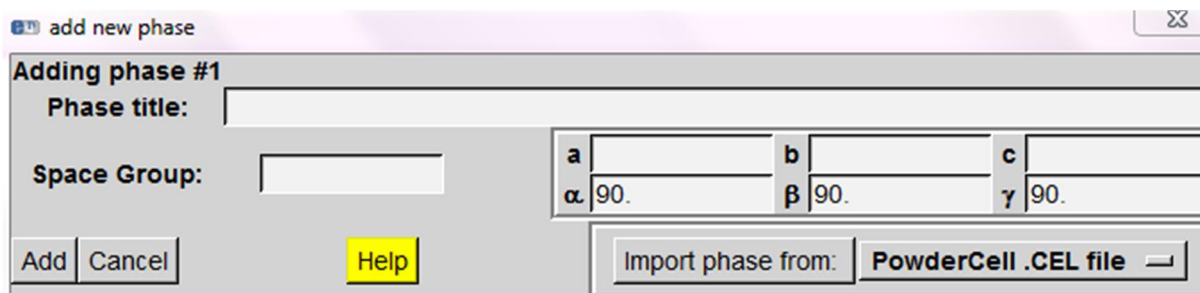 add new phase
Adding phase #1
Phase title:
a b c
Space Group:
α 90. β 90. γ 90.
Add Cancel Help Import phase from: PowderCell .CEL file